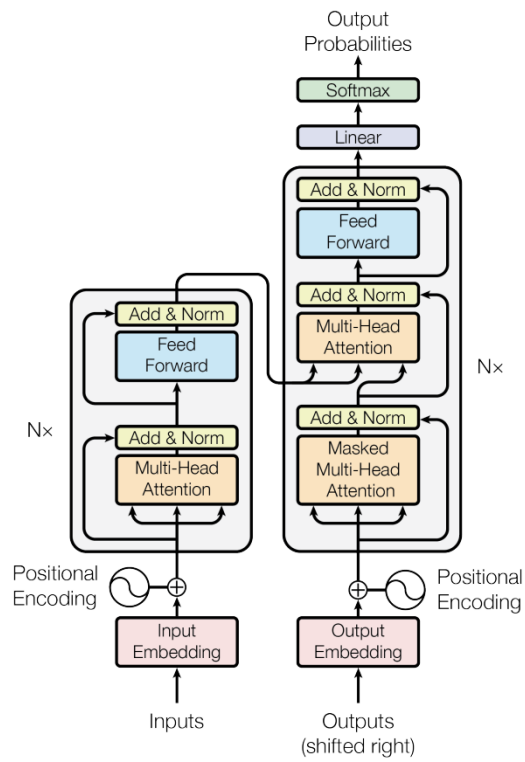 Output
Probabilities
Softmax
Linear
Add & Norm
Feed
Forward
Add & Norm
Multi-Head
Attention
Add & Norm
Masked
Multi-Head
Attention
N×
Positional
Encoding
Output
Embedding
Outputs
(shifted right)
Add & Norm
Feed
Forward
Add & Norm
Multi-Head
Attention
N×
Positional
Encoding
Input
Embedding
Inputs